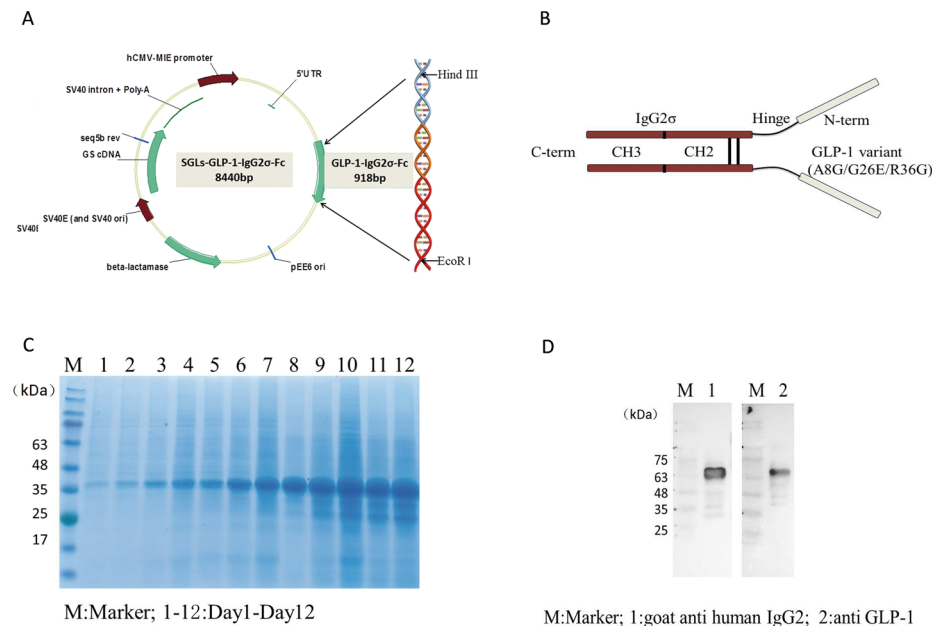 A
hCMV-MIE promoter
5'UTR
SV40 intron + Poly-A
seq5b rev
GS cDNA
SGLs-GLP-1-IgG2σ-Fc
8440bp
GLP-1-IgG2σ-Fc
918bp
SV40E (and SV40 ori)
SV40E
beta-lactamase
pEE6 ori
Hind III
EcoR I
B
IgG2σ
Hinge
N-term
C-term
CH3
CH2
GLP-1 variant
(A8G/G26E/R36G)
C
M 1 2 3 4 5 6 7 8 9 10 11 12
(kDa)
63
48
35
25
17
M:Marker; 1-12:Day1-Day12
D
M 1 M 2
(kDa)
75
63
48
35
25
M:Marker; 1:goat anti human IgG2; 2:anti GLP-1